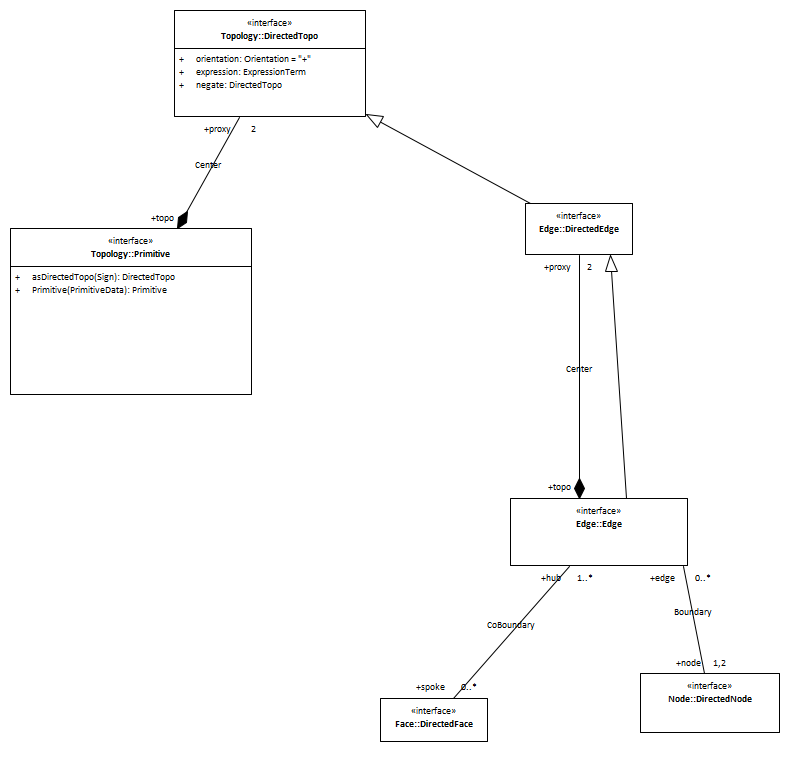 «interface»
Topology::DirectedTopo
+ orientation: Orientation = "+"
+ expression: ExpressionTerm
+ negate: DirectedTopo
+proxy 2
Center
+topo
«interface»
Topology::Primitive
+ asDirectedTopo(Sign): DirectedTopo
+ Primitive(PrimitiveData): Primitive
«interface»
Edge::DirectedEdge
+proxy 2
Center
+topo
«interface»
Edge::Edge
+hub 1..*
+edge 0..*
CoBoundary
Boundary
+spoke 0..*
+node 1,2
«interface»
Face::DirectedFace
«interface»
Node::DirectedNode